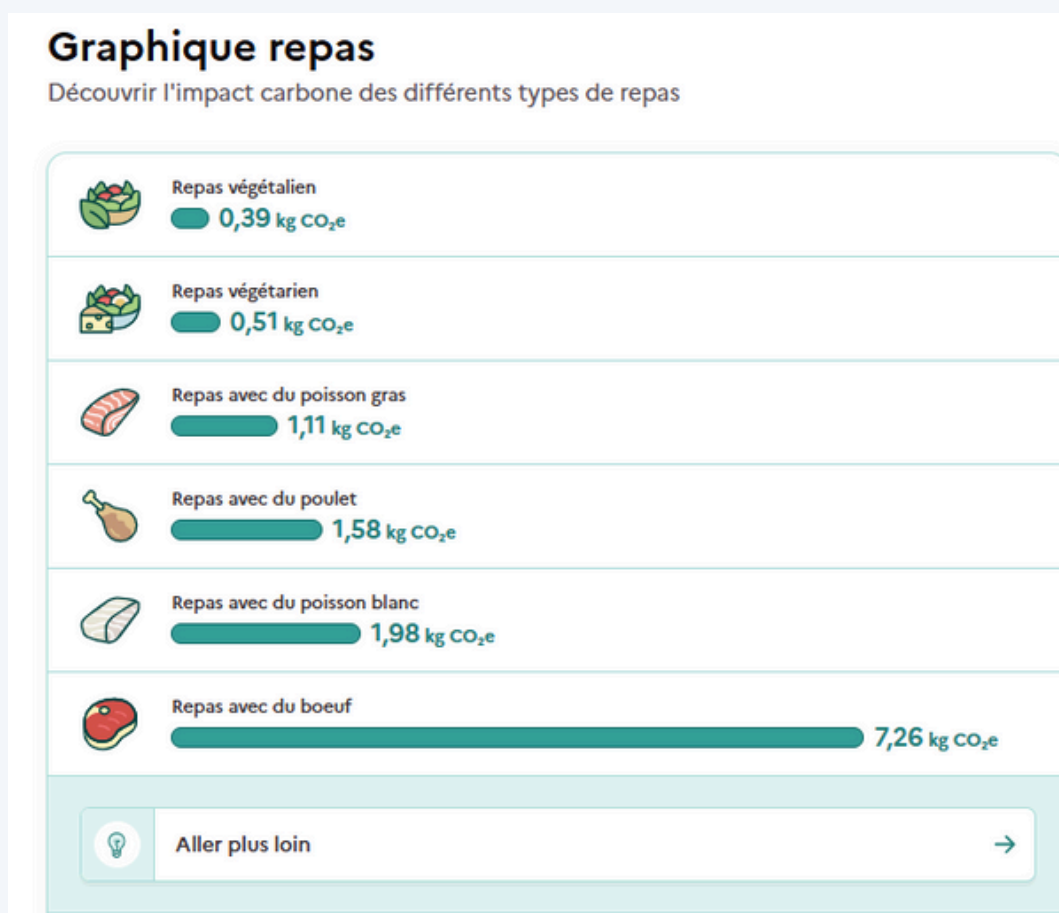 Graphique repas
Découvrir l'impact carbone des différents types de repas
Repas végétalien
0,39 kg CO₂e
Repas végétarien
0,51 kg CO₂e
Repas avec du poisson gras
1,11 kg CO₂e
Repas avec du poulet
1,58 kg CO₂e
Repas avec du poisson blanc
1,98 kg CO₂e
Repas avec du boeuf
7,26 kg CO₂e
Aller plus loin